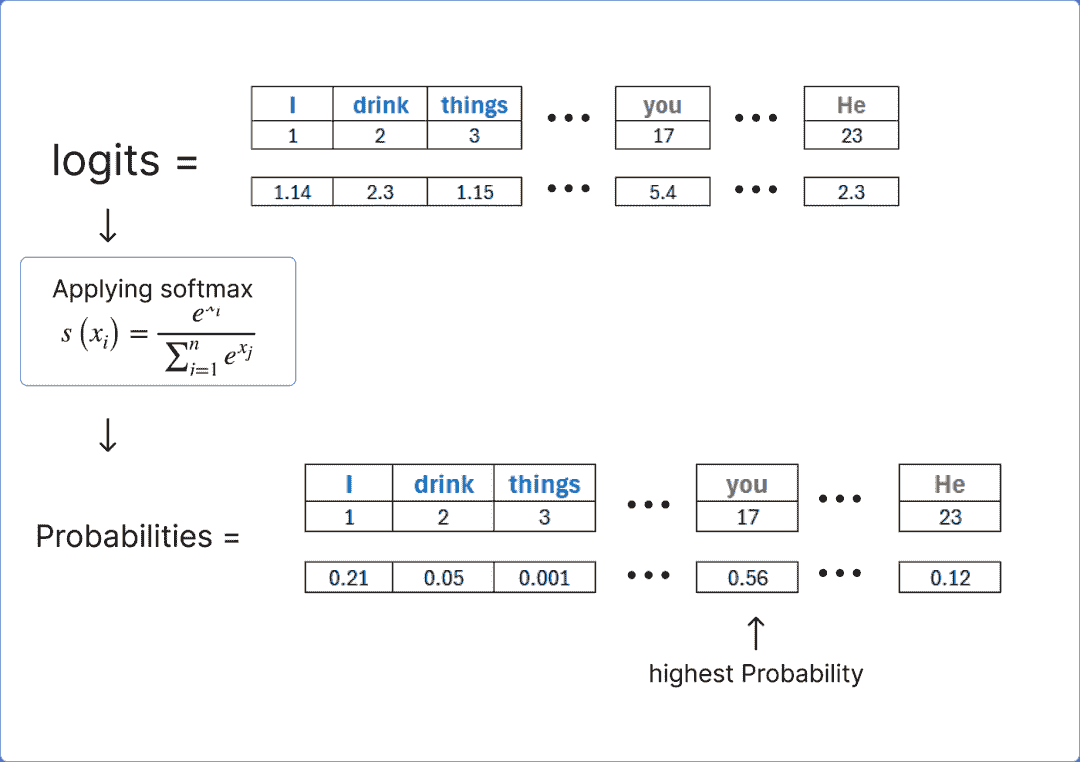 I drink things ••• you ••• He
1 2 3 17 23
logits =
1.14 2.3 1.15 ••• 5.4 ••• 2.3
↓
Applying softmax
s (xᵢ) = e^xᵢ / ∑ⁿᵢ₌₁ e^xⱼ
↓
I drink things ••• you ••• He
1 2 3 17 23
Probabilities =
0.21 0.05 0.001 ••• 0.56 ••• 0.12
↑
highest Probability